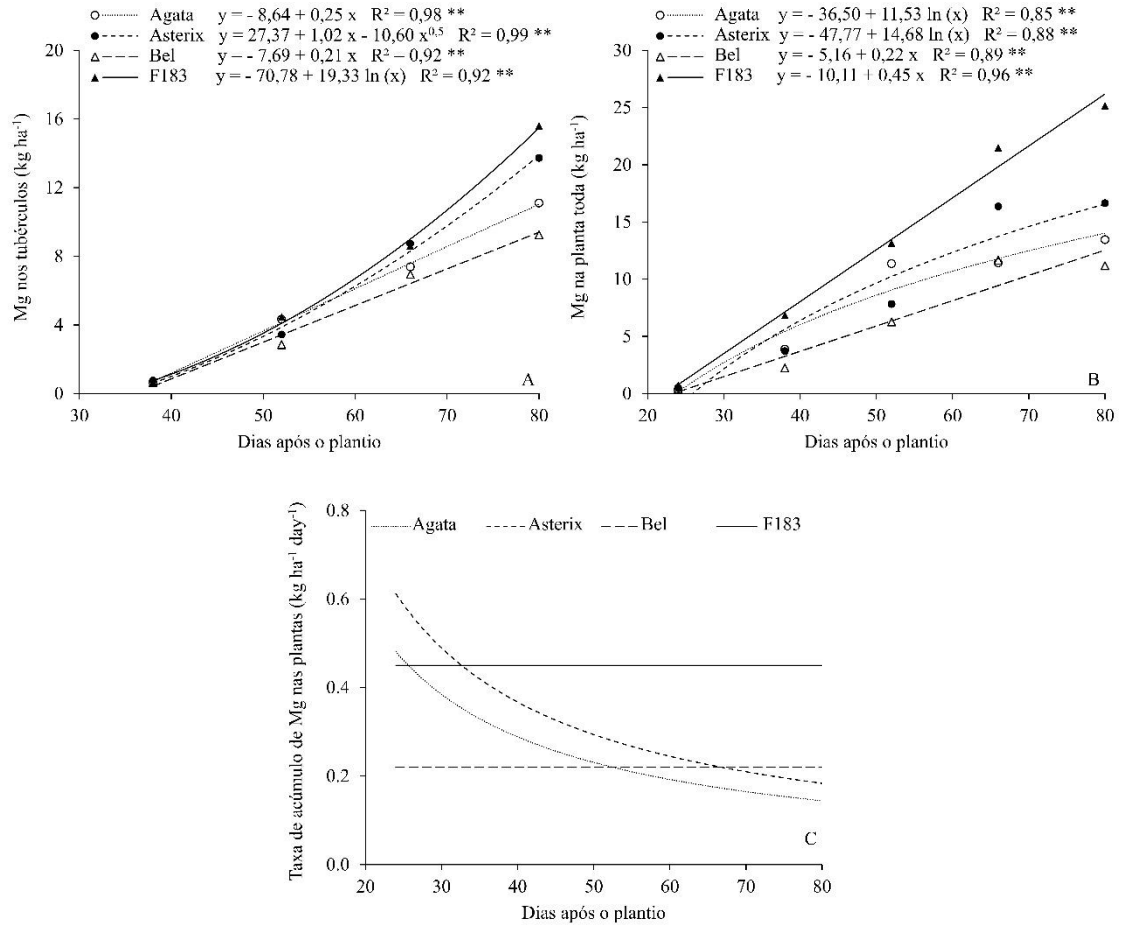 Agata y = - 8,64 + 0,25 x R² = 0,98 **
Asterix y = 27,37 + 1,02 x – 10,60 x⁰,⁵ R² = 0,99 **
Bel y = - 7,69 + 0,21 x R² – 0,92 **
F183 y = - 70,78 + 19,33 ln (x) R² = 0,92 **
20
16
12
8
4
0
Mg nos tubérculos (kg ha⁻¹)
A
30 40 50 60 70 80
Dias após o plantio
Agata y = - 36,50 + 11,53 ln (x) R² = 0,85 **
Asterix y = - 47,77 + 14,68 ln (x) R² = 0,88 **
Bel y = - 5,16 + 0,22 x R² = 0,89 **
F183 y = - 10,11 + 0,45 x R² = 0,96 **
30
25
20
15
10
5
0
Mg na planta toda (kg ha⁻¹)
B
20 30 40 50 60 70 80
Dias após o plantio
Agata Asterix Bel F183
0.8
0.6
0.4
0.2
0.0
Taxa de acúmulo de Mg nas plantas (kg ha⁻¹ day⁻¹)
C
20 30 40 50 60 70 80
Dias após o plantio